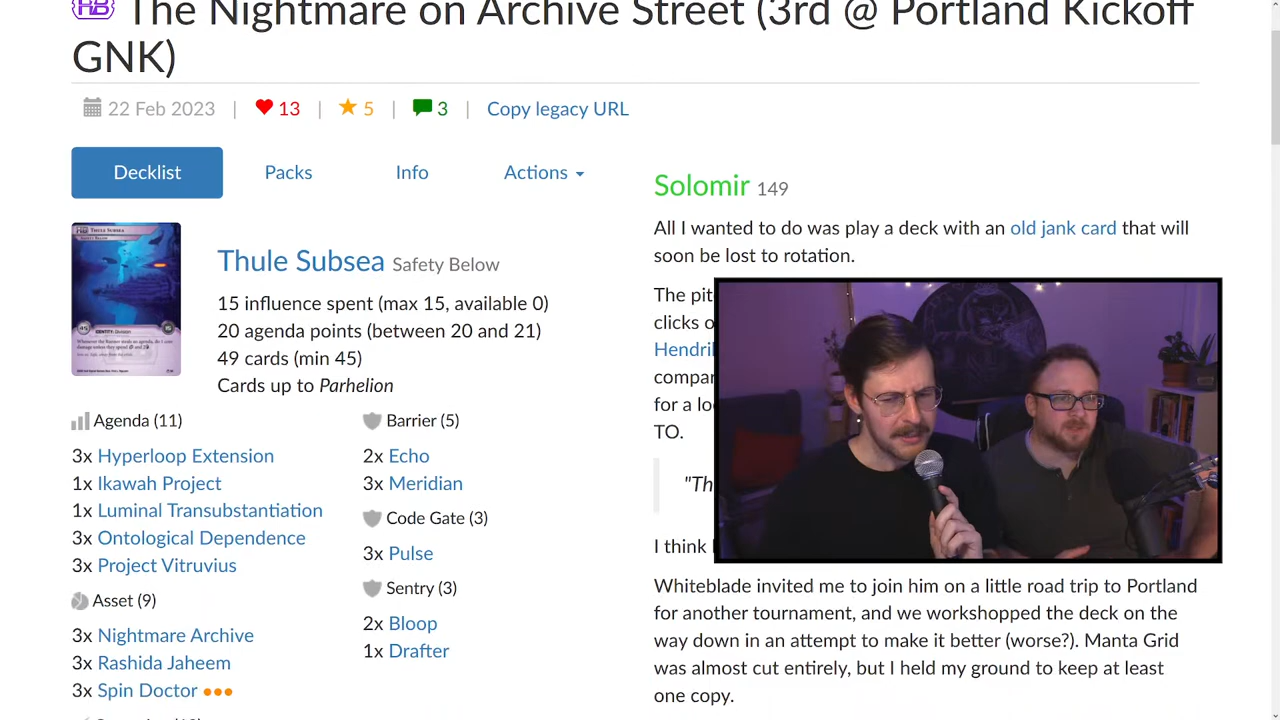 The Nightmare on Archive Street (3rd @ Portland Kickoff
GNK)
22 Feb 2023 | 13 | 5 | 3 | Copy legacy URL
Decklist Packs Info Actions
Thule Subsea Safety Below
15 influence spent (max 15, available 0)
20 agenda points (between 20 and 21)
49 cards (min 45)
Cards up to Parhelion
Agenda (11)
3x Hyperloop Extension
1x Ikawah Project
1x Luminal Transubstantiation
3x Ontological Dependence
3x Project Vitruvius
Asset (9)
3x Nightmare Archive
3x Rashida Jaheem
3x Spin Doctor •••
Barrier (5)
2x Echo
3x Meridian
Code Gate (3)
3x Pulse
Sentry (3)
2x Bloop
1x Drafter
Solomir 149
All I wanted to do was play a deck with an old jank card that will
soon be lost to rotation.
The pit
clicks o
Hendri
compar
for a lo
TO.
"Th
I think
Whiteblade invited me to join him on a little road trip to Portland
for another tournament, and we workshopped the deck on the
way down in an attempt to make it better (worse?). Manta Grid
was almost cut entirely, but I held my ground to keep at least
one copy.